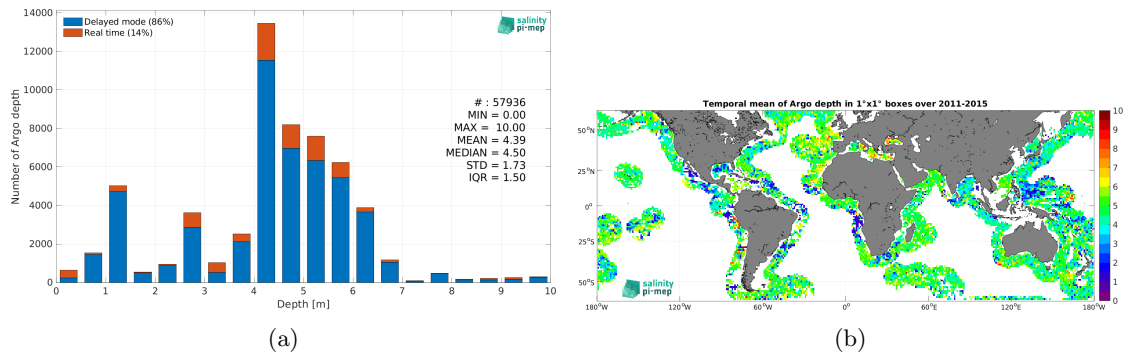 Delayed mode (86%)
Real time (14%)
salinity
pi-mep
14000
12000
10000
8000
6000
4000
2000
0
Number of Argo depth
# : 57936
MIN = 0.00
MAX = 10.00
MEAN = 4.39
MEDIAN = 4.50
STD = 1.73
IQR = 1.50
0 1 2 3 4 5 6 7 8 9 10
Depth [m]
(a)
Temporal mean of Argo depth in 1°x1° boxes over 2011-2015
50°N
25°N
0°
25°S
50°S
180°W 120°W 60°W 0° 60°E 120°E 180°E
salinity
pi-mep
10
9
8
7
6
5
4
3
2
1
0
(b)